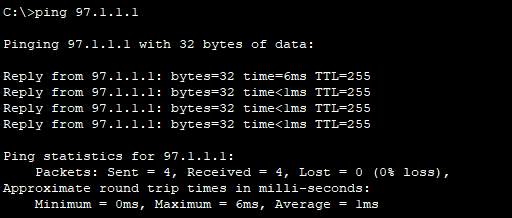 C:\>ping 97.1.1.1
Pinging 97.1.1.1 with 32 bytes of data:
Reply from 97.1.1.1: bytes=32 time=6ms TTL=255
Reply from 97.1.1.1: bytes=32 time<1ms TTL=255
Reply from 97.1.1.1: bytes=32 time<1ms TTL=255
Reply from 97.1.1.1: bytes=32 time<1ms TTL=255
Ping statistics for 97.1.1.1:
Packets: Sent = 4, Received = 4, Lost = 0 (0% loss),
Approximate round trip times in milli-seconds:
Minimum = 0ms, Maximum = 6ms, Average = 1ms